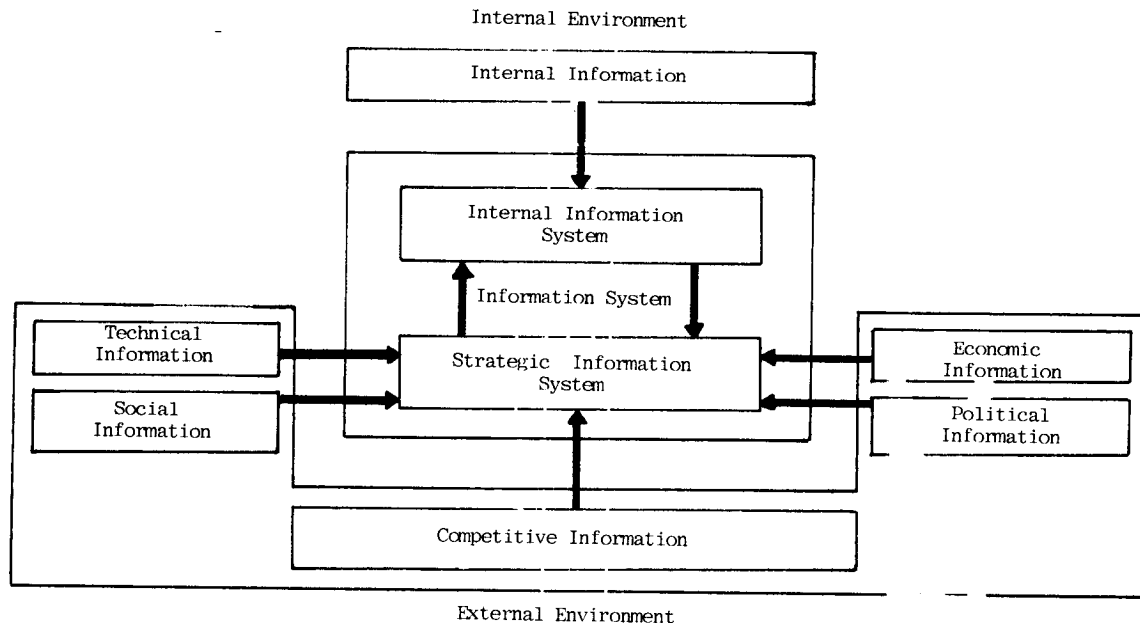 Internal Environment
Internal Information
Internal Information
System
Information System
Technical
Information
Strategic Information
System
Economic
Information
Social
Information
Political
Information
Competitive Information
External Environment